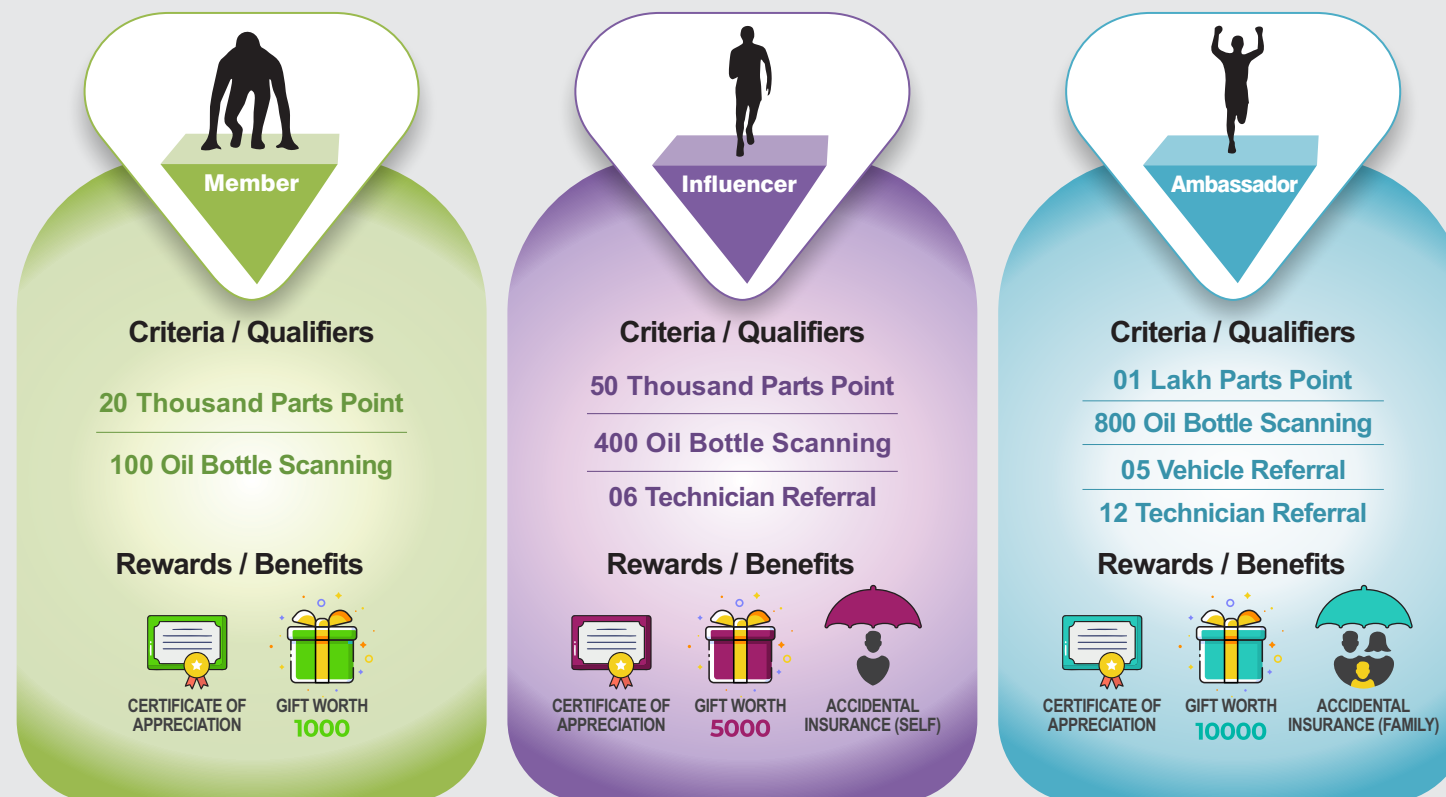 Member
Criteria / Qualifiers
20 Thousand Parts Point
100 Oil Bottle Scanning
Rewards / Benefits
CERTIFICATE OF
APPRECIATION
GIFT WORTH
1000
Influencer
Criteria / Qualifiers
50 Thousand Parts Point
400 Oil Bottle Scanning
06 Technician Referral
Rewards / Benefits
CERTIFICATE OF
APPRECIATION
GIFT WORTH
5000
ACCIDENTAL
INSURANCE (SELF)
Ambassador
Criteria / Qualifiers
01 Lakh Parts Point
800 Oil Bottle Scanning
05 Vehicle Referral
12 Technician Referral
Rewards / Benefits
CERTIFICATE OF
APPRECIATION
GIFT WORTH
10000
ACCIDENTAL
INSURANCE (FAMILY)